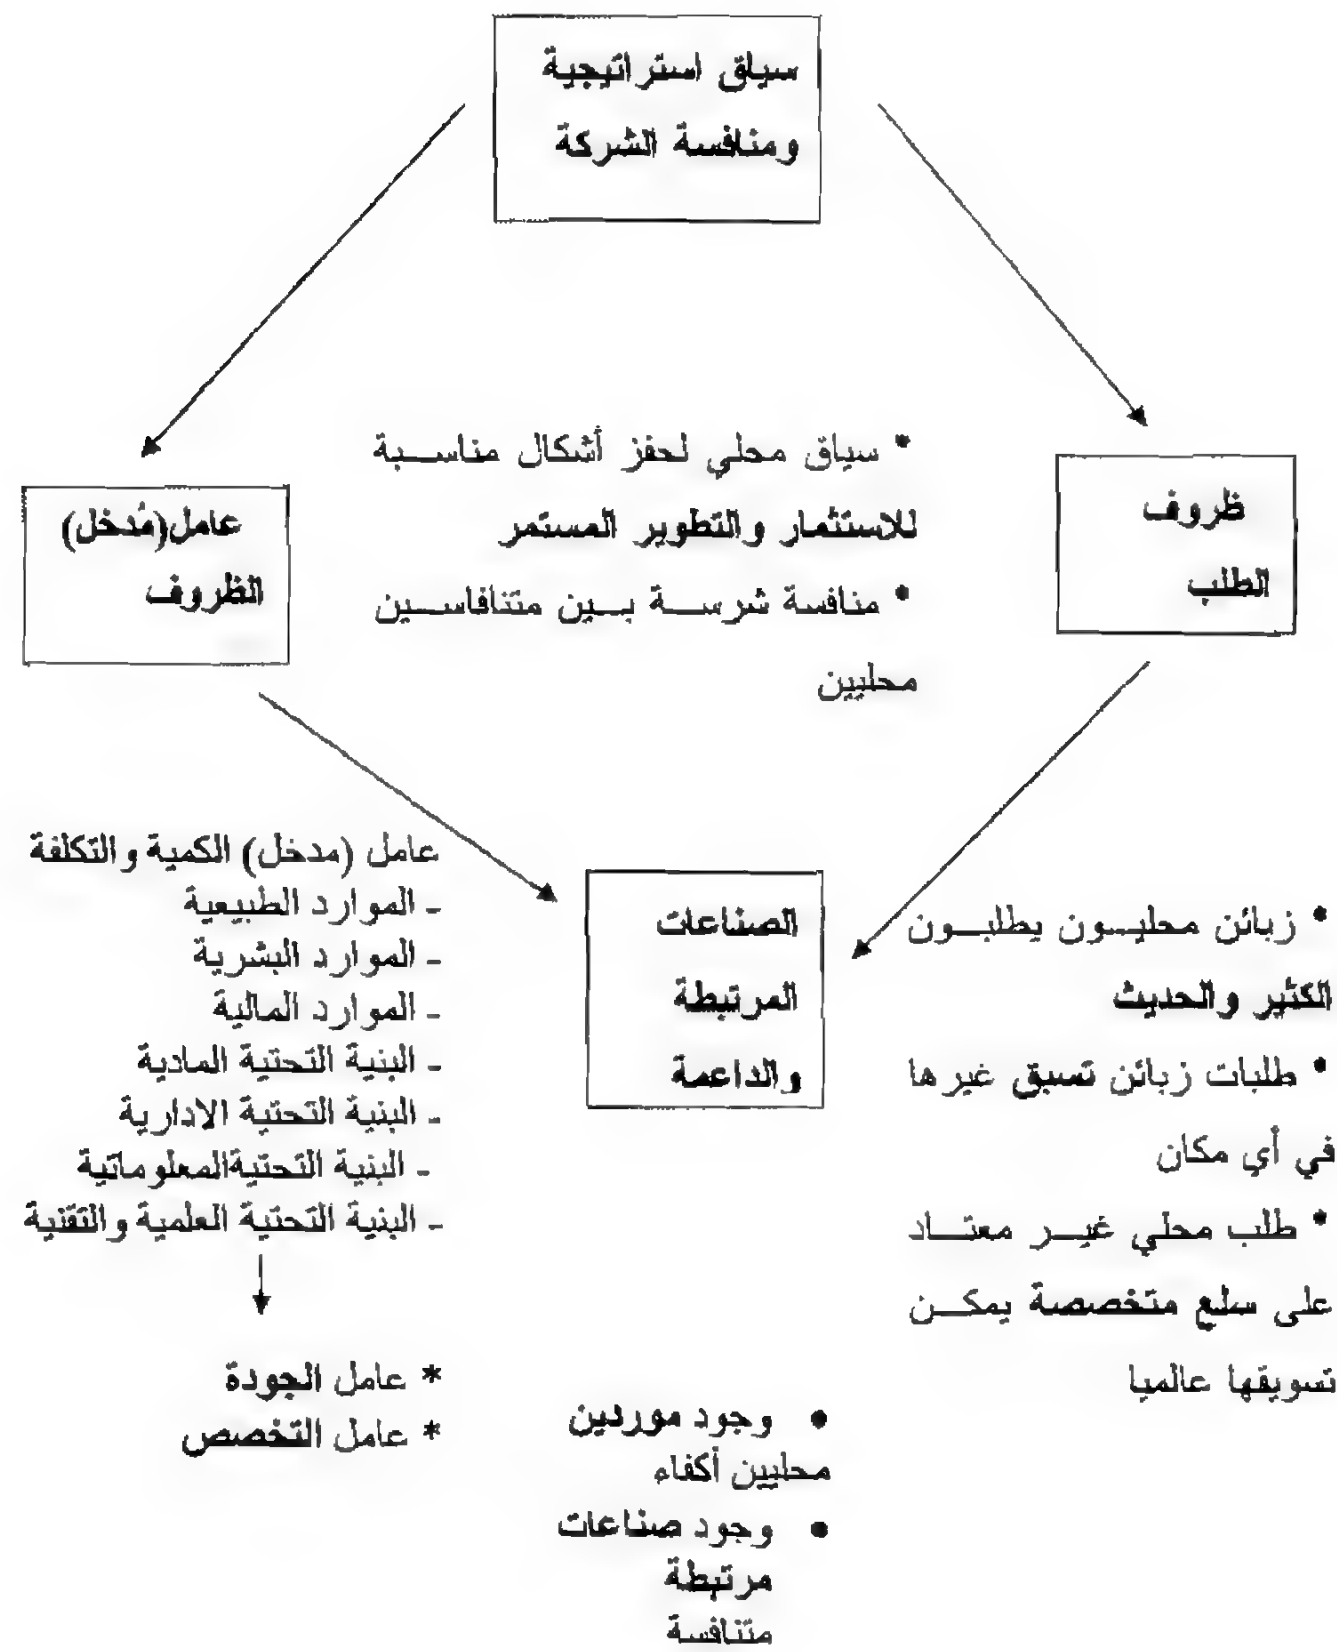 سياق استراتيجية
ومنافسة الشركة
* سياق محلي لحفز أشكال مناسبة
للاستثمار والتطوير المستمر
* منافسة شرسة بين متنافاسين
محليين
ظروف
الطلب
عامل(مُدخل)
الظروف
عامل (مدخل) الكمية والتكلفة
- الموارد الطبيعية
- الموارد البشرية
- الموارد المالية
- البنية التحتية المادية
- البنية التحتية الادارية
- البنية التحتيةالمعلوماتية
- البنية التحتية العلمية والتقنية
* عامل الجودة
* عامل التخصص
الصناعات
المرتبطة
والداعمة
* زبائن محليون يطلبون
الكثير والحديث
* طلبات زبائن تسبق غيرها
في أي مكان
* طلب محلي غير معتاد
على سلع متخصصة يمكن
تسويقها عالميا
• وجود موردين
محليين أكفاء
• وجود صناعات
مرتبطة
متنافسة